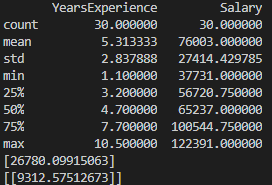 YearsExperience Salary
count 30.000000 30.000000
mean 5.313333 76003.000000
std 2.837888 27414.429785
min 1.100000 37731.000000
25% 3.200000 56720.750000
50% 4.700000 65237.000000
75% 7.700000 100544.750000
max 10.500000 122391.000000
[26780.09915063]
[[9312.57512673]]